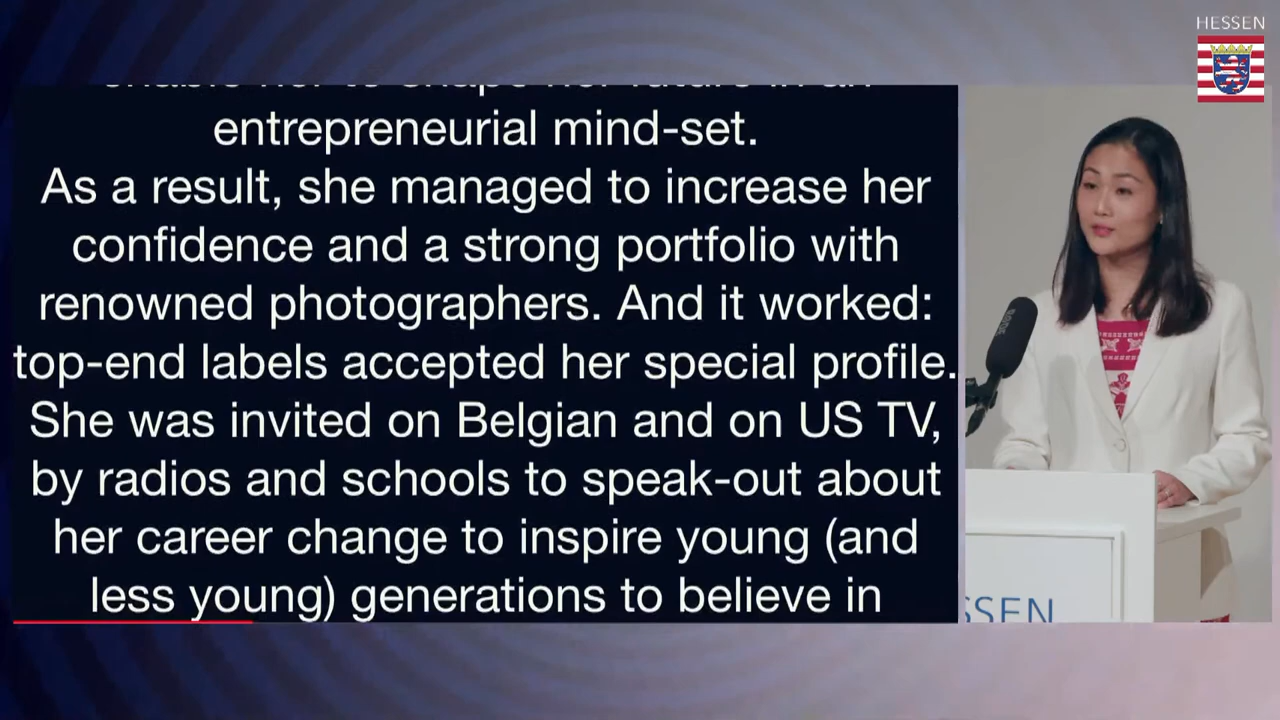 HESSEN
entrepreneurial mind-set.
As a result, she managed to increase her
confidence and a strong portfolio with
renowned photographers. And it worked:
top-end labels accepted her special profile.
She was invited on Belgian and on US TV,
by radios and schools to speak-out about
her career change to inspire young (and
less young) generations to believe in
RODE
SSEN